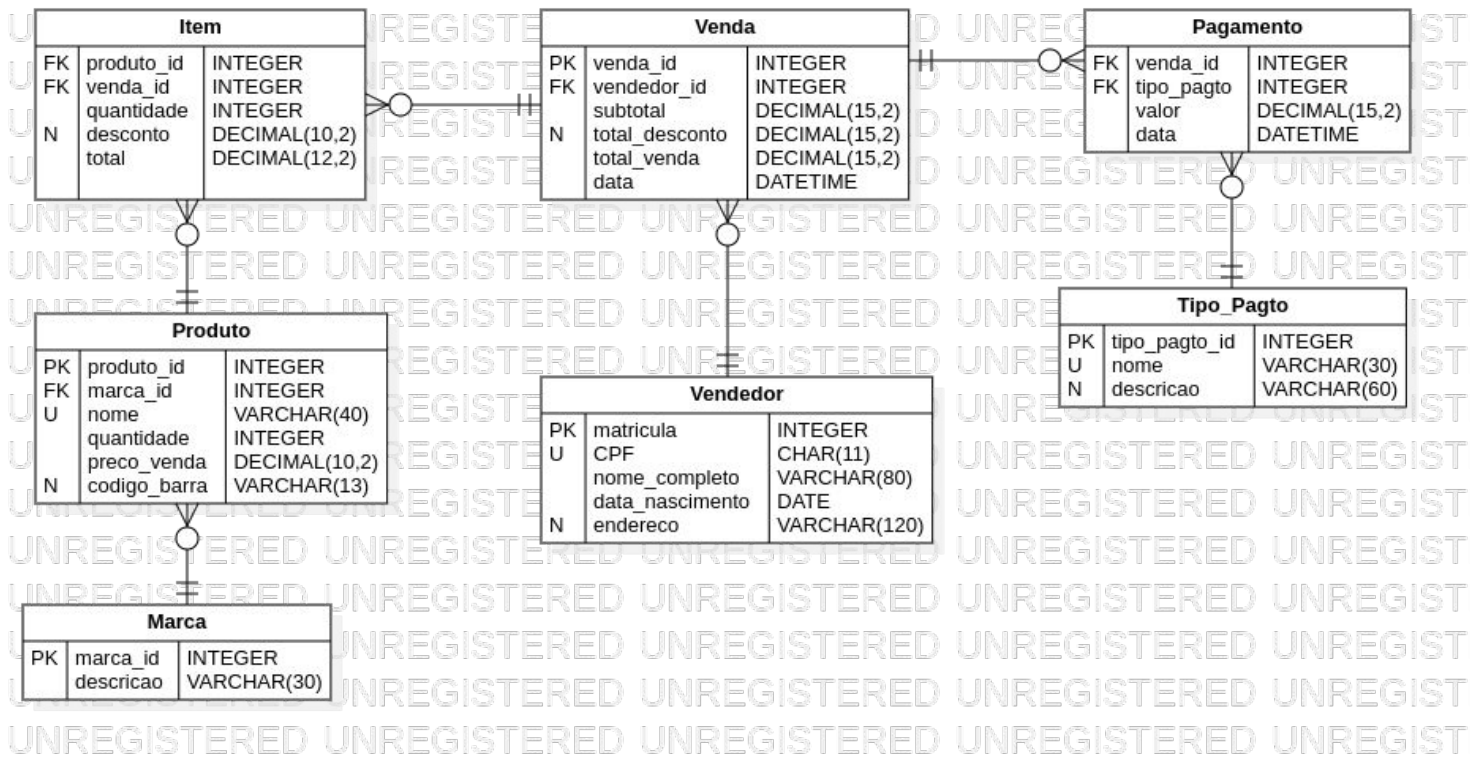 Item
FK produto_id INTEGER
FK venda_id INTEGER
quantidade INTEGER
N desconto DECIMAL(10,2)
total DECIMAL(12,2)
Venda
PK venda_id INTEGER
FK vendedor_id INTEGER
subtotal DECIMAL(15,2)
N total_desconto DECIMAL(15,2)
total_venda DECIMAL(15,2)
data DATETIME
Pagamento
FK venda_id INTEGER
FK tipo_pagto INTEGER
valor DECIMAL(15,2)
data DATETIME
Produto
PK produto_id INTEGER
FK marca_id INTEGER
U nome VARCHAR(40)
quantidade INTEGER
preco_venda DECIMAL(10,2)
N codigo_barra VARCHAR(13)
Vendedor
PK matricula INTEGER
U CPF CHAR(11)
nome_completo VARCHAR(80)
data_nascimento DATE
N endereco VARCHAR(120)
Tipo_Pagto
PK tipo_pagto_id INTEGER
U nome VARCHAR(30)
N descricao VARCHAR(60)
Marca
PK marca_id INTEGER
descricao VARCHAR(30)
UNREGISTERED UNREGISTERED UNREGISTERED UNREGISTERED UNREGIST